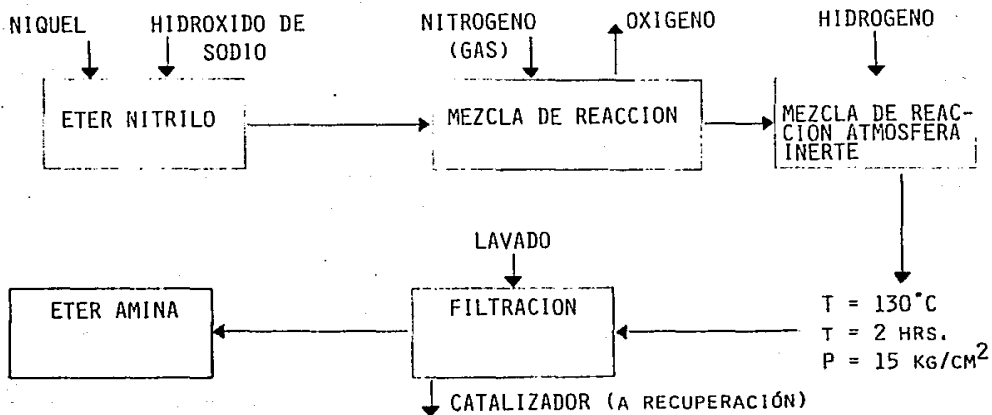 NIQUEL
HIDROXIDO DE
SODIO
NITROGENO
(GAS)
OXIGENO
HIDROGENO
ETER NITRILO
MEZCLA DE REACCION
MEZCLA DE REAC-
CION ATMOSFERA
INERTE
LAVADO
ETER AMINA
FILTRACION
T = 130°C
T = 2 HRS.
P = 15 KG/CM2
CATALIZADOR (A RECUPERACIÓN)